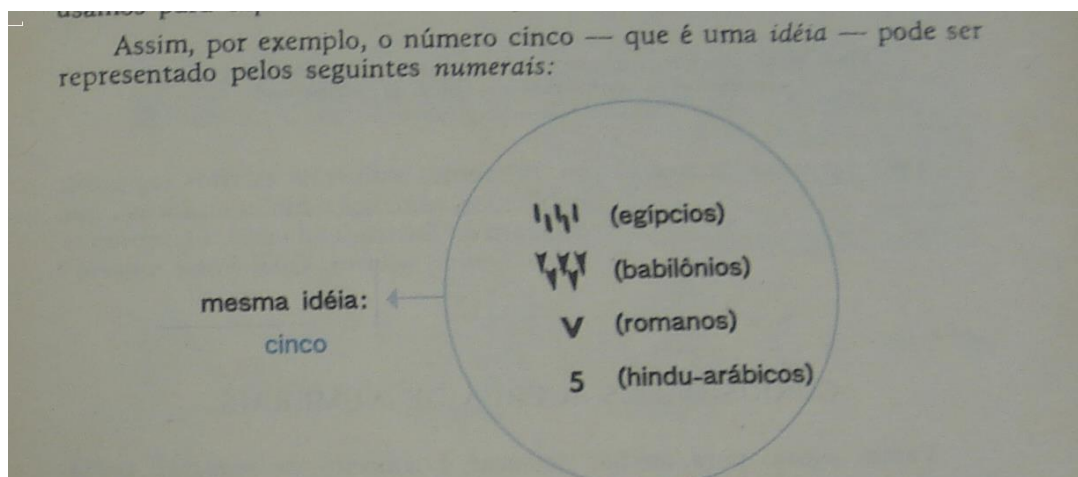 Assim, por exemplo, o número cinco — que é uma idéia — pode ser
representado pelos seguintes numerais:
(egípcios)
(babilônios)
mesma idéia:
V (romanos)
cinco
5 (hindu-arábicos)